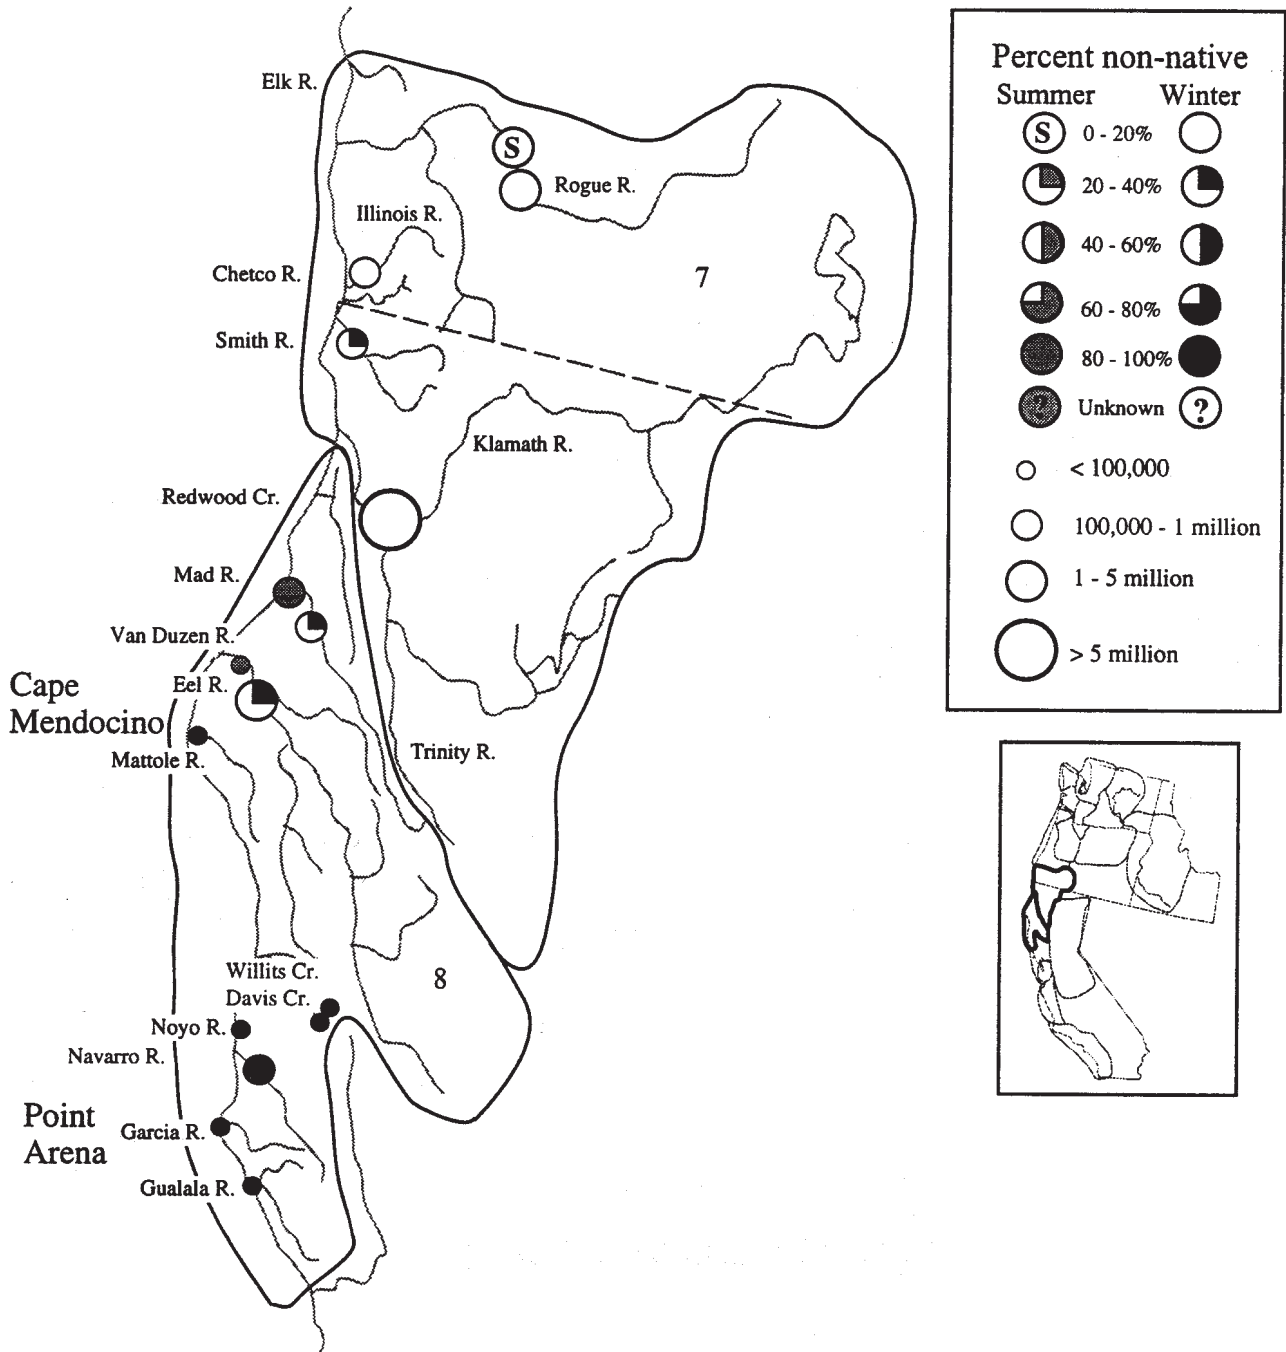 Elk R.
S
Rogue R.
Illinois R.
Chetco R.
7
Smith R.
Klamath R.
Redwood Cr.
Mad R.
Van Duzen R.
Eel R.
Cape
Mendocino
Mattole R.
Trinity R.
Willits Cr.
Davis Cr.
8
Noyo R.
Navarro R.
Point
Arena
Garcia R.
Gualala R.
Percent non-native
Summer Winter
S 0 - 20%
20 - 40%
40 - 60%
60 - 80%
80 - 100%
? Unknown ?
< 100,000
100,000 - 1 million
1 - 5 million
> 5 million